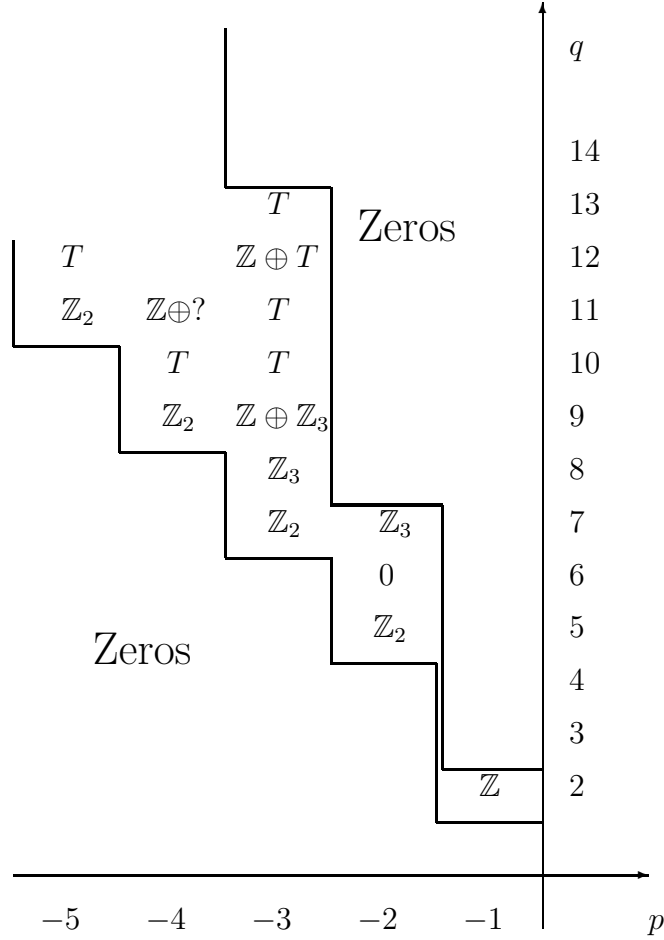 q
14
T 13
Zeros
T ℤ ⊕ T 12
ℤ₂ ℤ⊕? T 11
T T 10
ℤ₂ ℤ ⊕ ℤ₃ 9
ℤ₃ 8
ℤ₂ ℤ₃ 7
0 6
ℤ₂ 5
Zeros
4
3
ℤ 2
−5 −4 −3 −2 −1 p